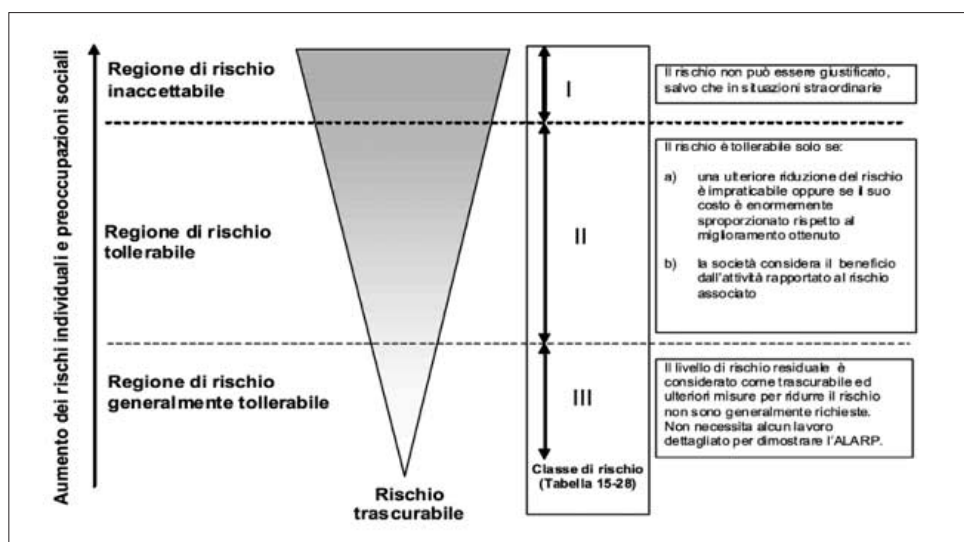 Aumento dei rischi individuali e preoccupazioni sociali
Regione di rischio
inaccettabile
I
Il rischio non può essere giustificato,
salvo che in situazioni straordinarie
Regione di rischio
tollerabile
II
Il rischio è tollerabile solo se:
a) una ulteriore riduzione del rischio
è impraticabile oppure se il suo
costo è enormemente
sproporzionato rispetto al
miglioramento ottenuto
b) la società considera il beneficio
dall'attività rapportato al rischio
associato
Regione di rischio
generalmente tollerabile
III
Il livello di rischio residuale è
considerato come trascurabile ed
ulteriori misure per ridurre il rischio
non sono generalmente richieste.
Non necessita alcun lavoro
dettagliato per dimostrare l'ALARP.
Rischio
trascurabile
Classe di rischio
(Tabella 15-28)